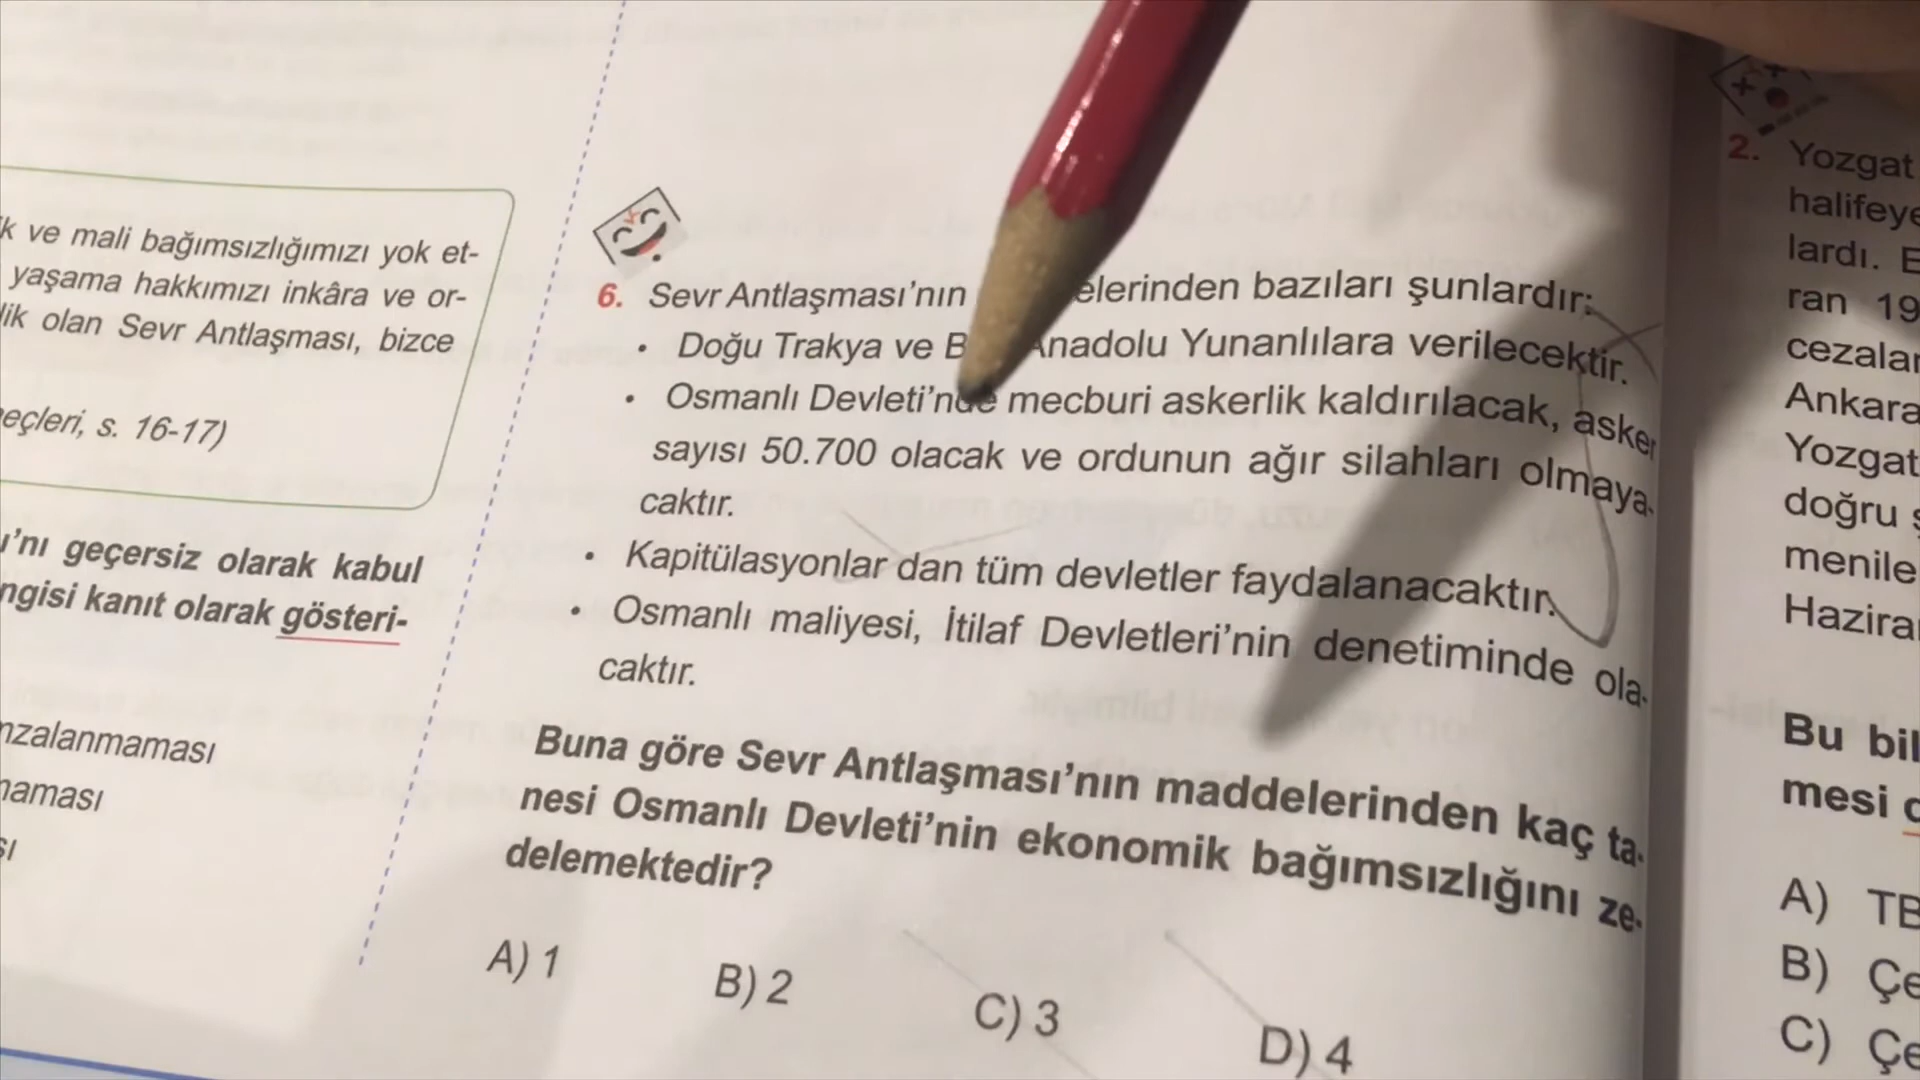 k ve mali bağımsızlığımızı yok et-
yaşama hakkımızı inkâra ve or-
lik olan Sevr Antlaşması, bizce
eçleri, s. 16-17)
ı'nı geçersiz olarak kabul
ngisi kanıt olarak gösteri-
nzalanmaması
maması
sı
6. Sevr Antlaşması'nın elerinden bazıları şunlardır:
• Doğu Trakya ve B Anadolu Yunanlılara verilecektir.
• Osmanlı Devleti'nde mecburi askerlik kaldırılacak, asker
sayısı 50.700 olacak ve ordunun ağır silahları olmaya-
caktır.
• Kapitülasyonlar dan tüm devletler faydalanacaktır.
• Osmanlı maliyesi, İtilaf Devletleri'nin denetiminde ola-
caktır.
Buna göre Sevr Antlaşması'nın maddelerinden kaç ta-
nesi Osmanlı Devleti'nin ekonomik bağımsızlığını ze-
delemektedir?
A) 1
B) 2
C) 3
D) 4
2. Yozgat
halifeye
lardı. E
ran 19
cezalar
Ankara
Yozgat
doğru ş
menile
Hazira
Bu bil
mesi
A) TB
B) Çe
C) Çe